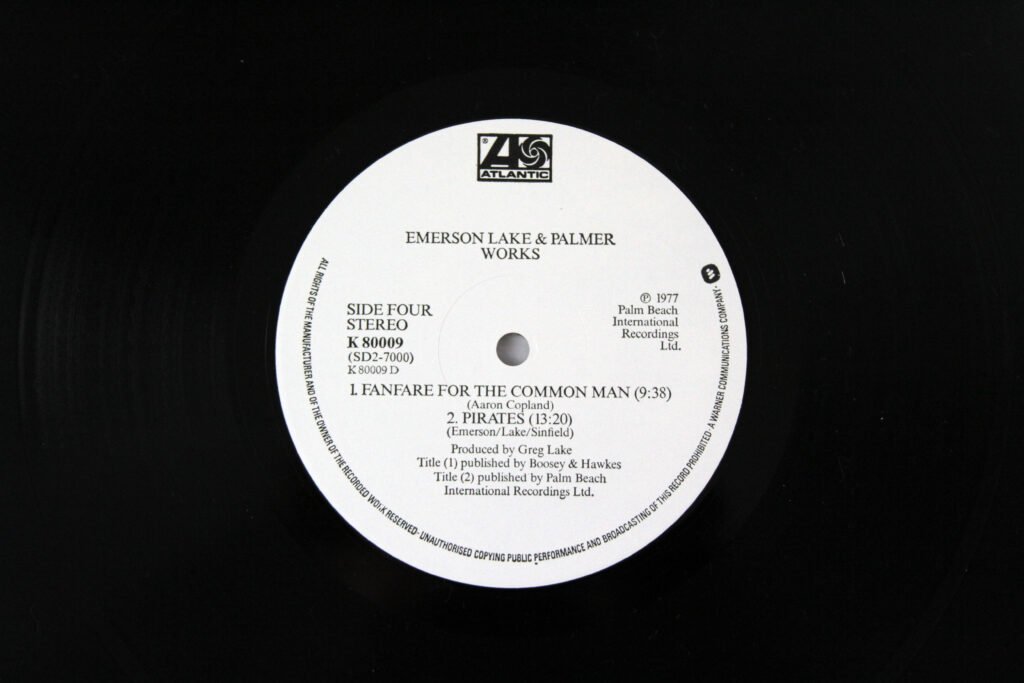 ATLANTIC
EMERSON LAKE & PALMER
WORKS
SIDE FOUR
STEREO
K 80009
(SD2-7000)
K 80009 D
℗ 1977
Palm Beach
International
Recordings
Ltd.
1. FANFARE FOR THE COMMON MAN (9:38)
(Aaron Copland)
2. PIRATES (13:20)
(Emerson/Lake/Sinfield)
Produced by Greg Lake
Title (1) published by Boosey & Hawkes
Title (2) published by Palm Beach
International Recordings Ltd.
ALL RIGHTS OF THE MANUFACTURER AND OF THE OWNER OF THE RECORDED WORK RESERVED · UNAUTHORISED COPYING PUBLIC PERFORMANCE AND BROADCASTING OF THIS RECORD PROHIBITED · A WARNER COMMUNICATIONS COMPANY ·